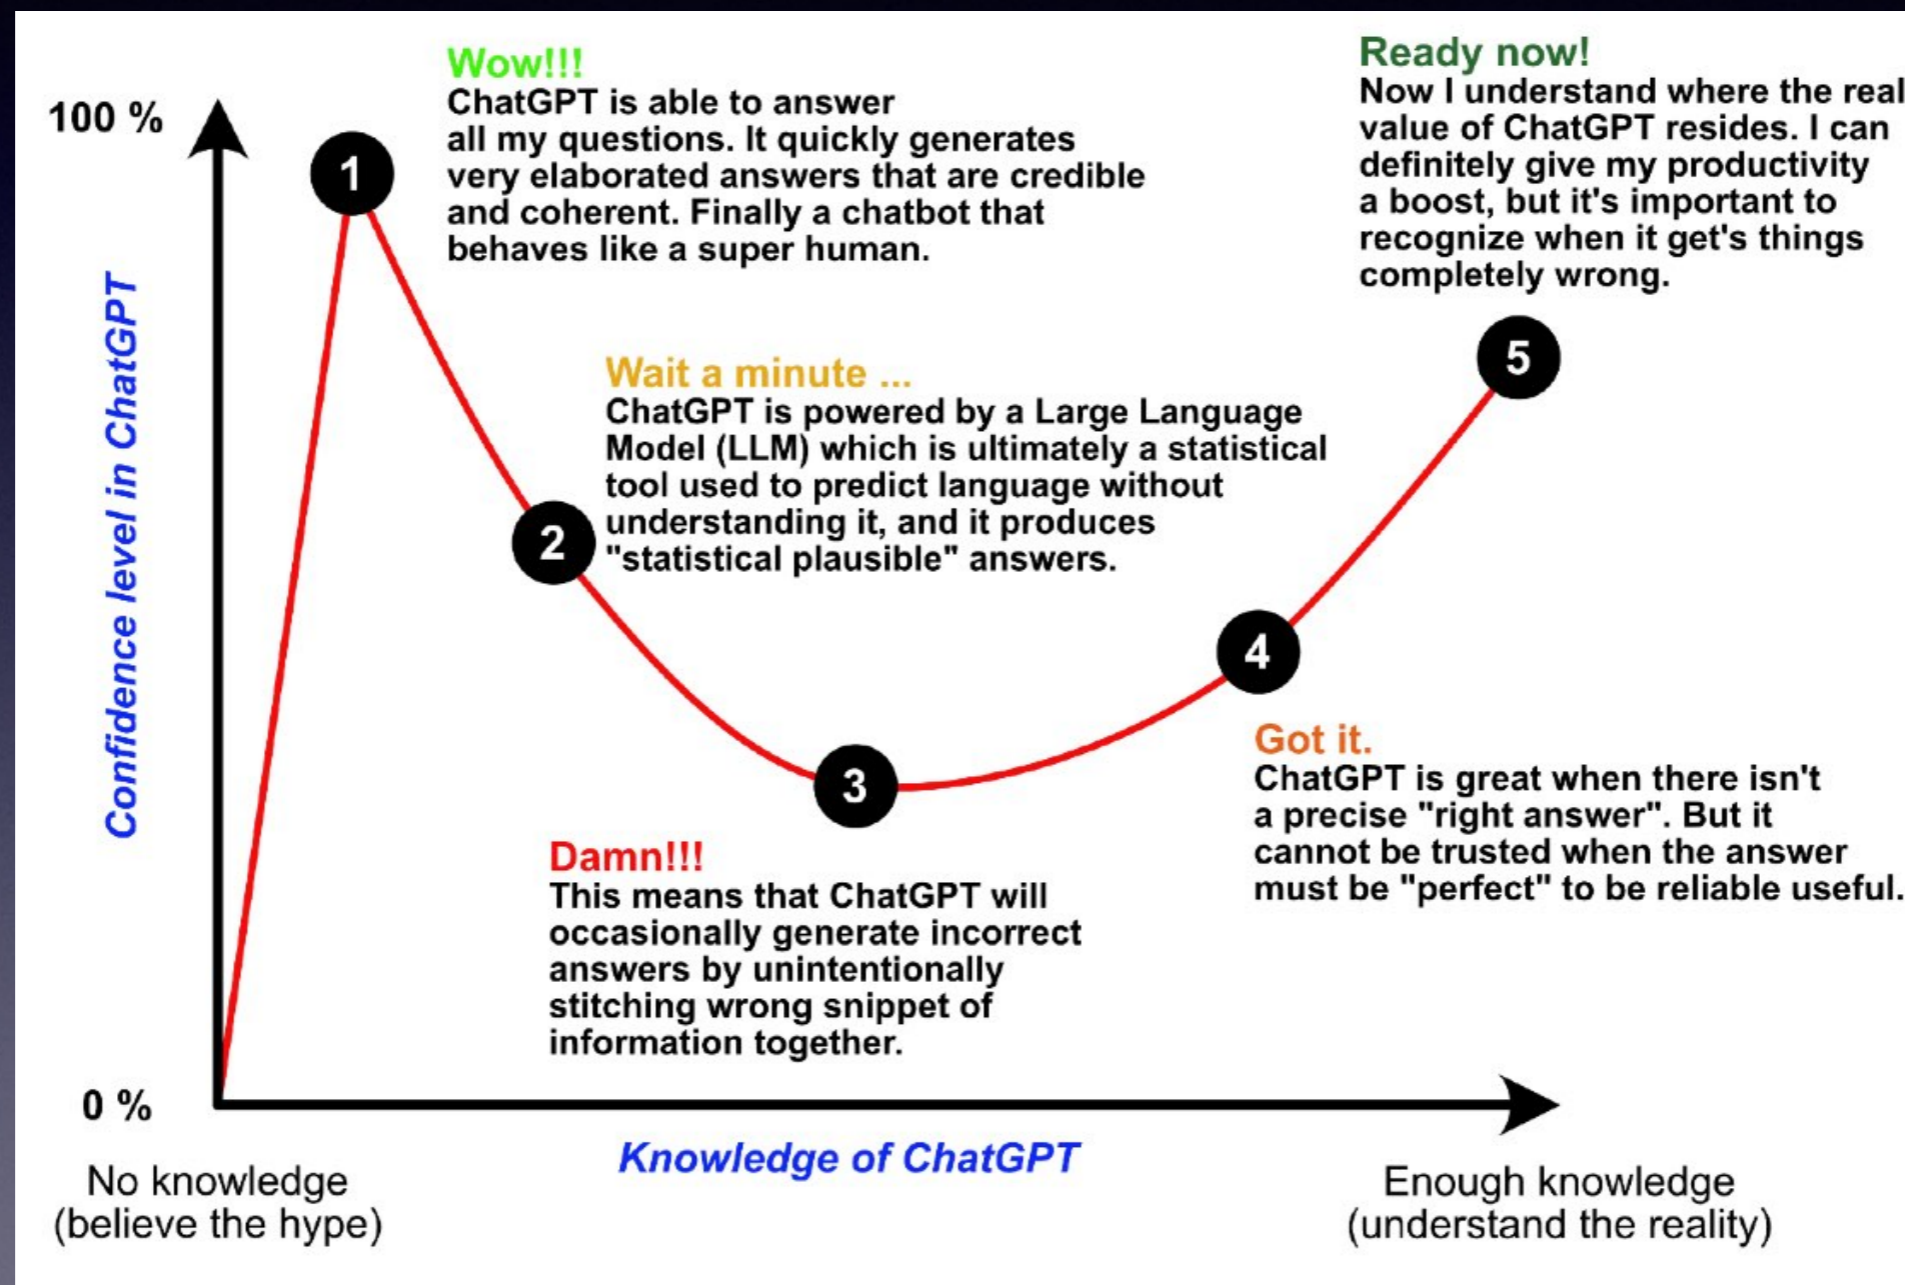 100 %
Confidence level in ChatGPT
0 %
1
Wow!!!
ChatGPT is able to answer
all my questions. It quickly generates
very elaborated answers that are credible
and coherent. Finally a chatbot that
behaves like a super human.
2
Wait a minute ...
ChatGPT is powered by a Large Language
Model (LLM) which is ultimately a statistical
tool used to predict language without
understanding it, and it produces
"statistical plausible" answers.
3
Damn!!!
This means that ChatGPT will
occasionally generate incorrect
answers by unintentionally
stitching wrong snippet of
information together.
4
Got it.
ChatGPT is great when there isn't
a precise "right answer". But it
cannot be trusted when the answer
must be "perfect" to be reliable useful.
Ready now!
Now I understand where the real
value of ChatGPT resides. I can
definitely give my productivity
a boost, but it's important to
recognize when it get's things
completely wrong.
5
No knowledge
(believe the hype)
Knowledge of ChatGPT
Enough knowledge
(understand the reality)